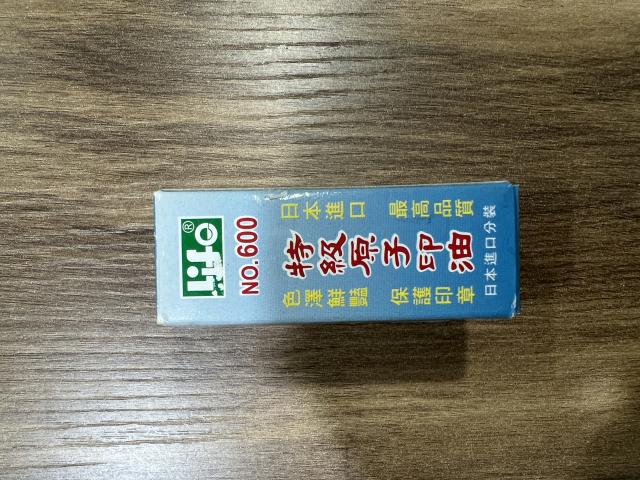 Life®
NO.600
日本進口 最高品質
特級原子印油
色澤鮮豔 保護印章
日本進口分裝